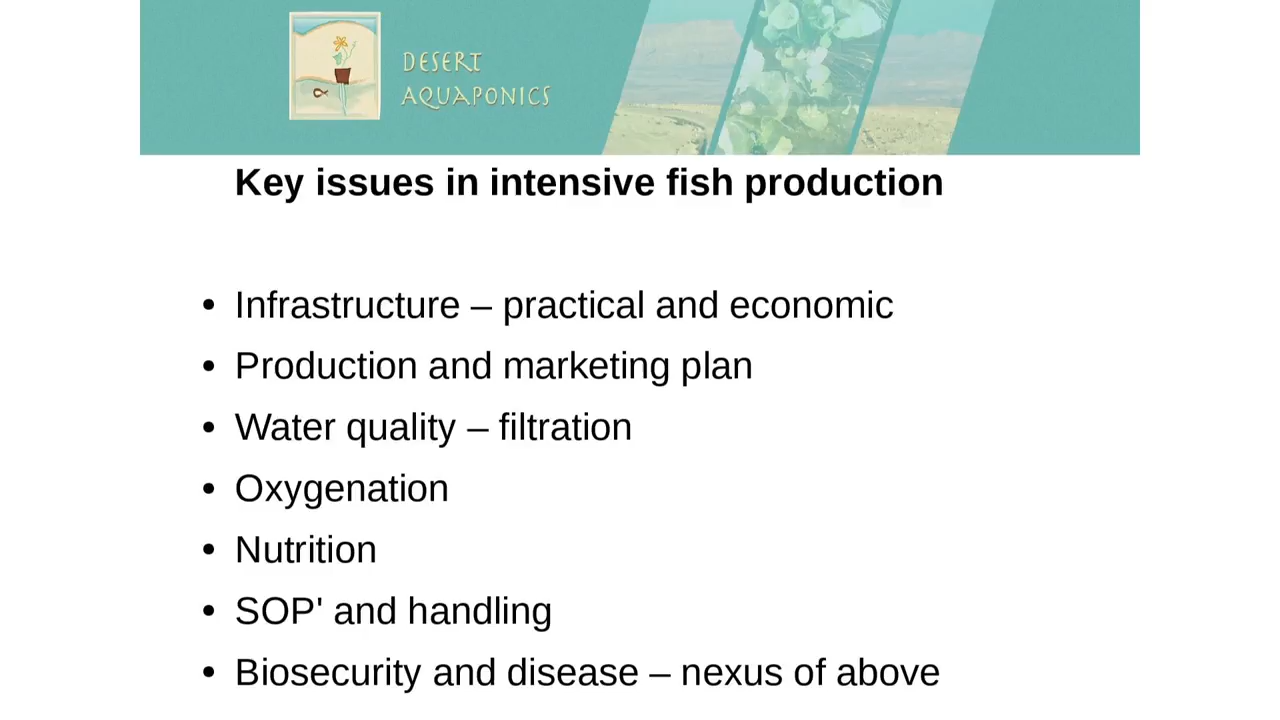 DESERT
AQUAPONICS
Key issues in intensive fish production
• Infrastructure – practical and economic
• Production and marketing plan
• Water quality – filtration
• Oxygenation
• Nutrition
• SOP' and handling
• Biosecurity and disease – nexus of above